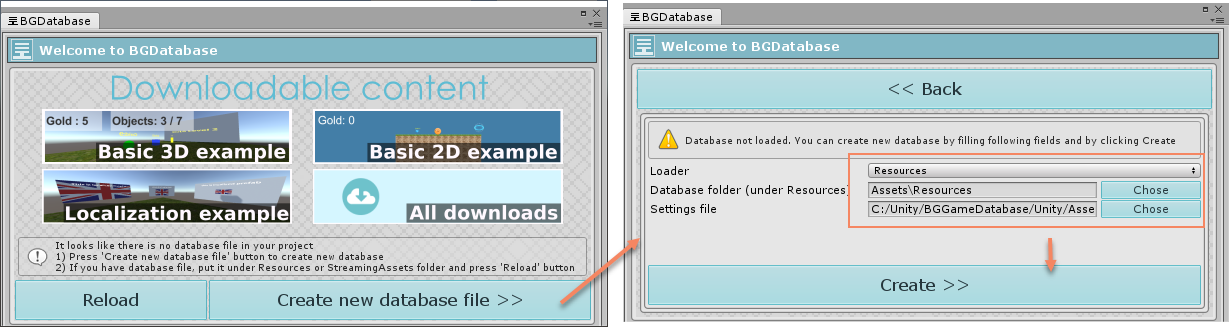 BGDatabase
Welcome to BGDatabase
Downloadable content
Gold : 5 Objects: 3 / 7
Basic 3D example
Gold: 0
Basic 2D example
Localization example
All downloads
It looks like there is no database file in your project
1) Press 'Create new database file' button to create new database
2) If you have database file, put it under Resources or StreamingAssets folder and press 'Reload' button
Reload
Create new database file >>
BGDatabase
Welcome to BGDatabase
<< Back
Database not loaded. You can create new database by filling following fields and by clicking Create
Loader Resources
Database folder (under Resources) Assets\Resources Chose
Settings file C:/Unity/BGGameDatabase/Unity/Asse Chose
Create >>